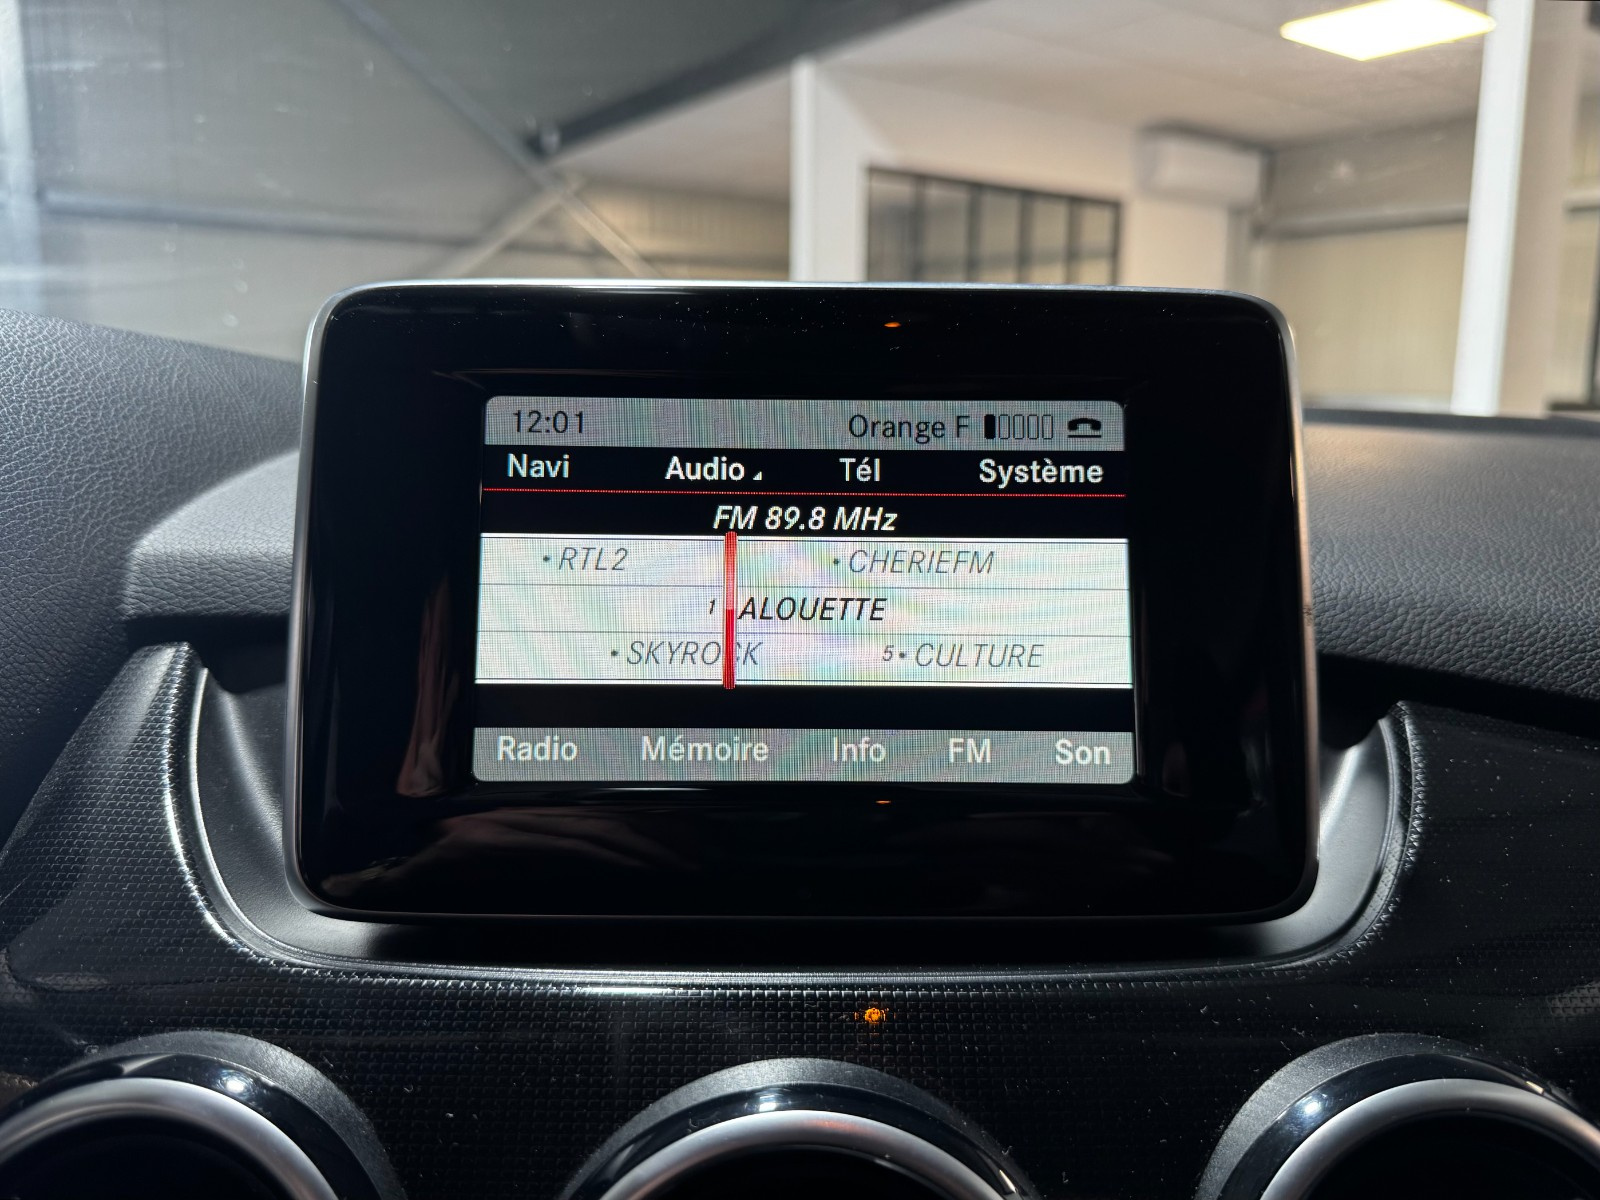 12:01 Orange F
Navi Audio Tél Système
FM 89.8 MHz
•RTL2 •CHERIEFM
1 ALOUETTE
•SKYROCK 5•CULTURE
Radio Mémoire Info FM Son